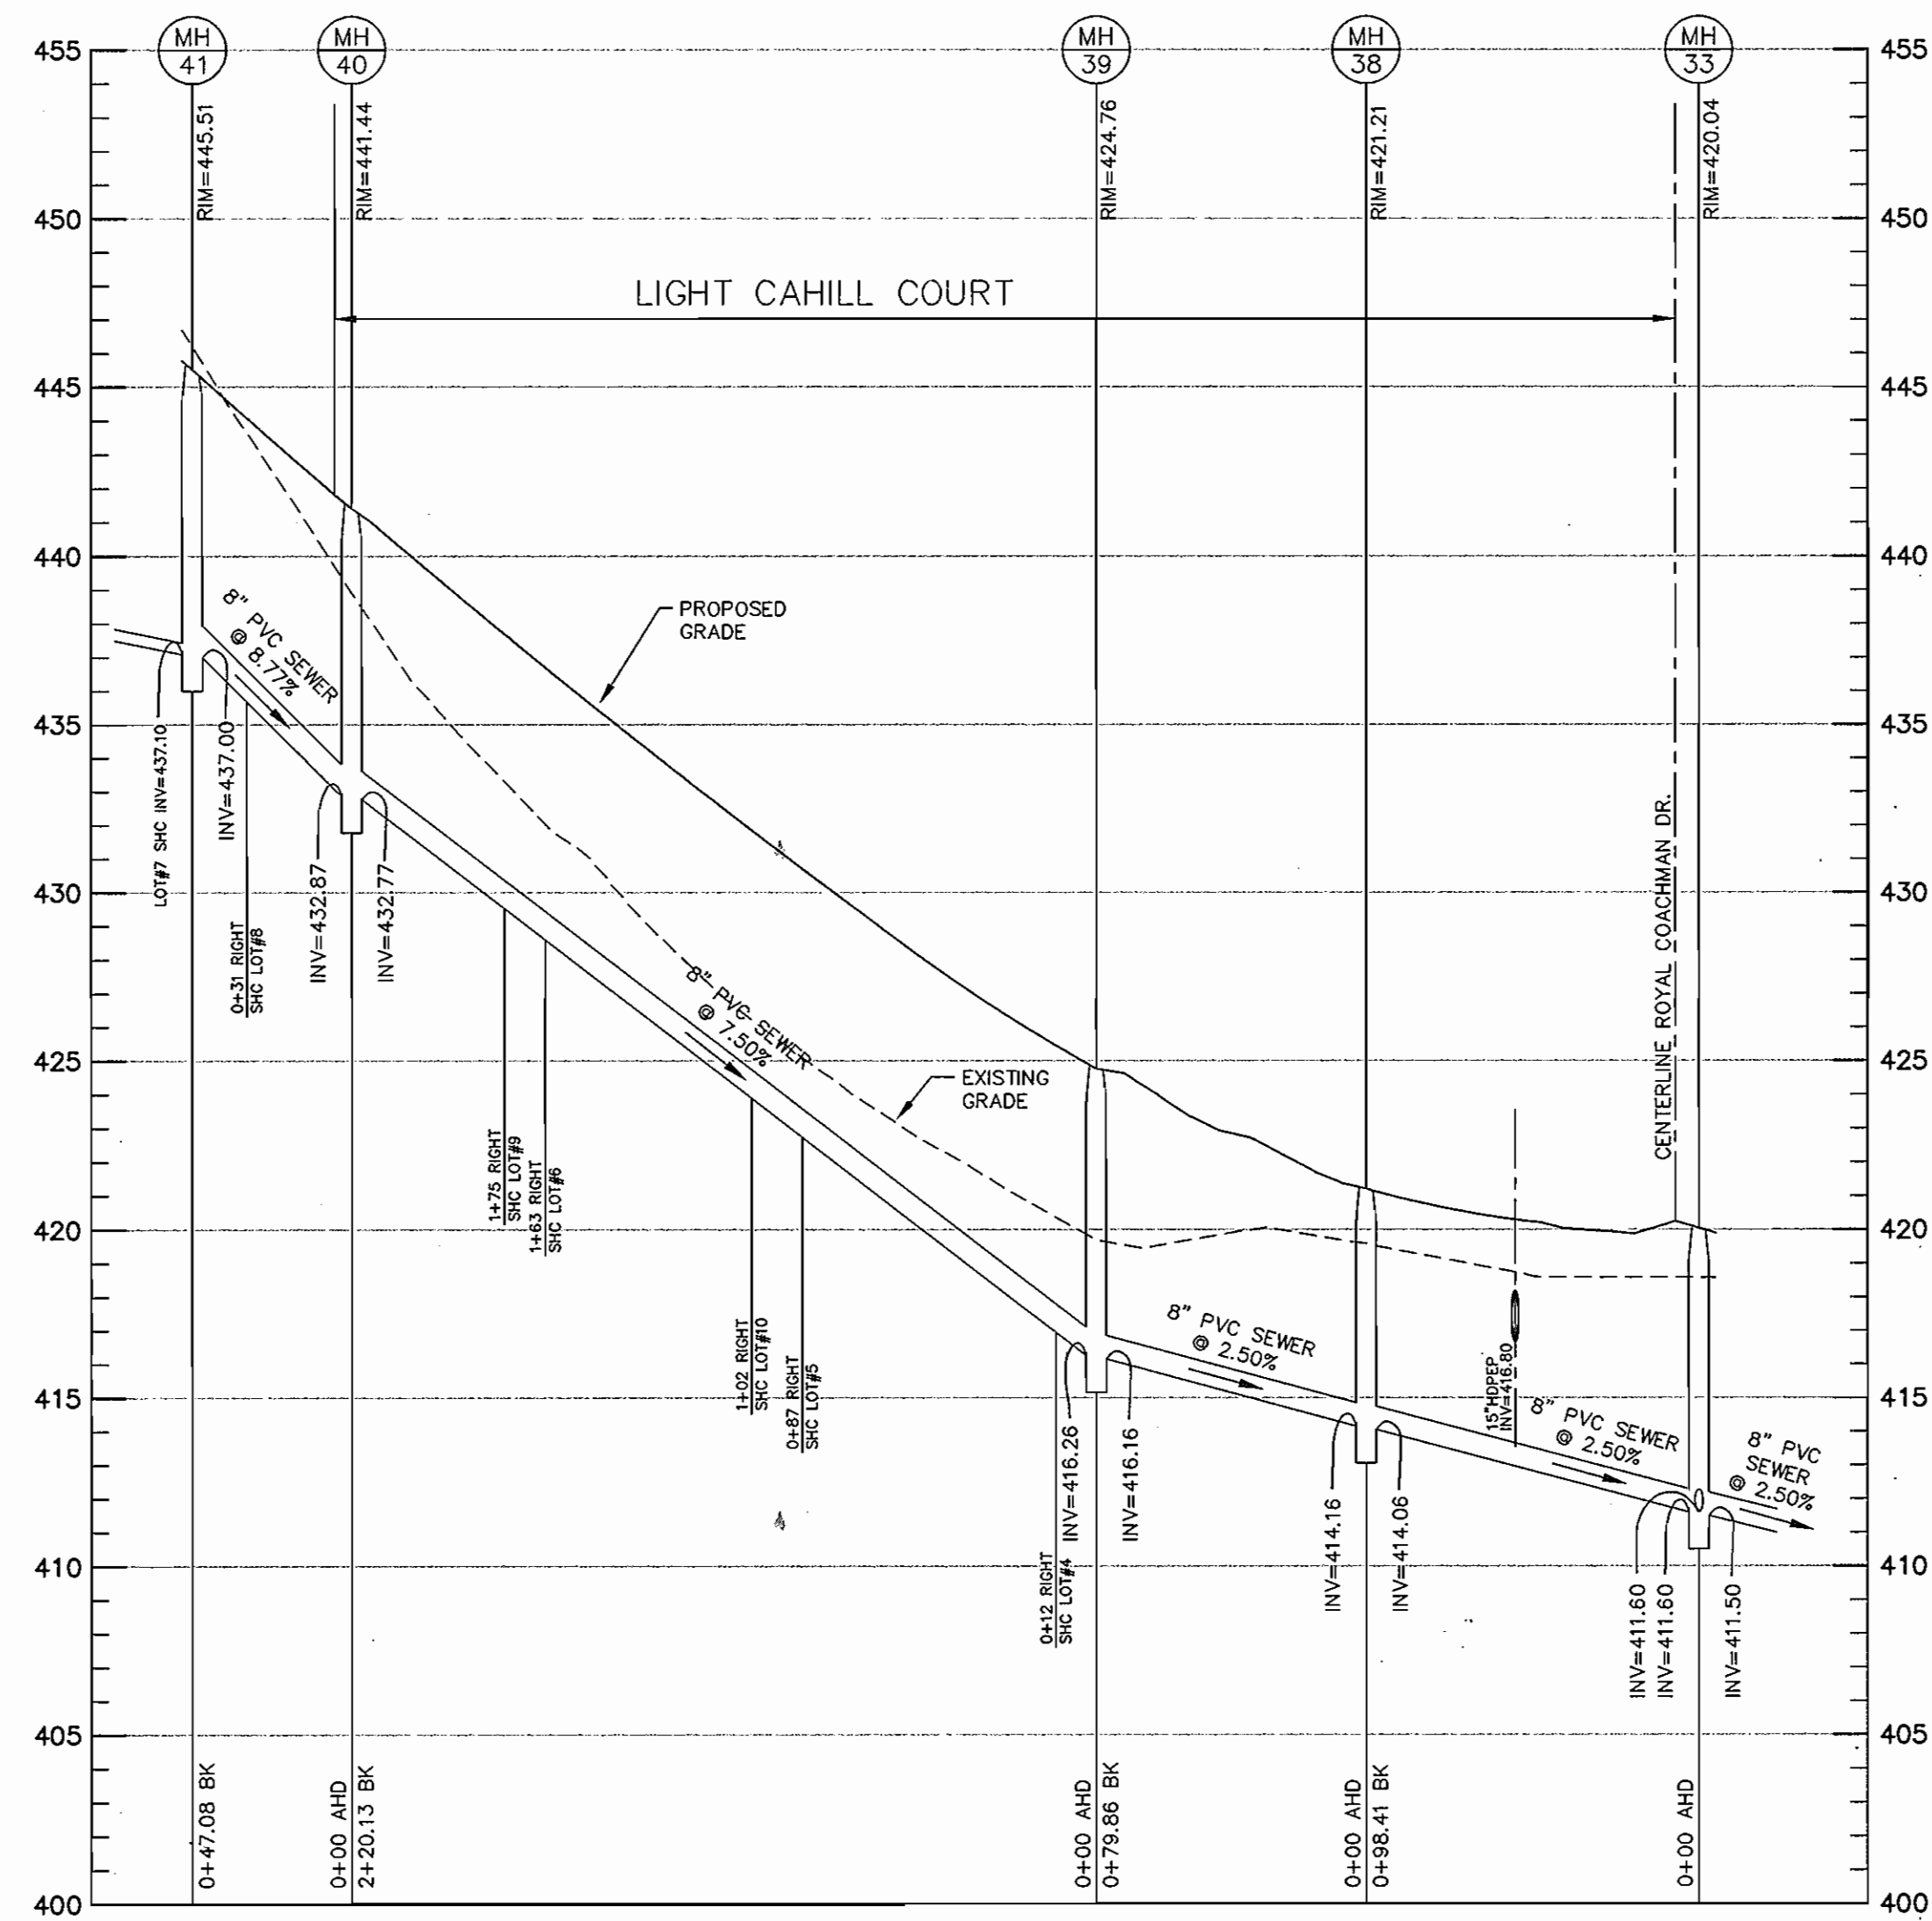 MH
41
MH
40
MH
39
MH
38
MH
33
455
455
RIM=445.51
RIM=441.44
RIM=424.76
RIM=421.21
RIM=420.04
450
450
LIGHT CAHILL COURT
445
445
440
440
8" PVC SEWER
@ 8.77%
PROPOSED
GRADE
435
435
LOT#7 SHC INV=437.10
INV=437.00
0+31 RIGHT
SHC LOT#8
INV=432.87
INV=432.77
430
430
CENTERLINE ROYAL COACHMAN DR.
8" PVC SEWER
@ 7.50%
425
425
EXISTING
GRADE
1+75 RIGHT
SHC LOT#9
1+63 RIGHT
SHC LOT#6
420
420
1+02 RIGHT
SHC LOT#10
0+87 RIGHT
SHC LOT#5
8" PVC SEWER
@ 2.50%
15"HDPEP
INV=416.80
415
415
8" PVC SEWER
@ 2.50%
8" PVC
SEWER
@ 2.50%
0+12 RIGHT
SHC LOT#4
INV=416.26
INV=416.16
INV=414.16
INV=414.06
410
410
INV=411.60
INV=411.60
INV=411.50
405
405
0+47.08 BK
0+00 AHD
2+20.13 BK
0+00 AHD
0+79.86 BK
0+00 AHD
0+98.41 BK
0+00 AHD
400
400